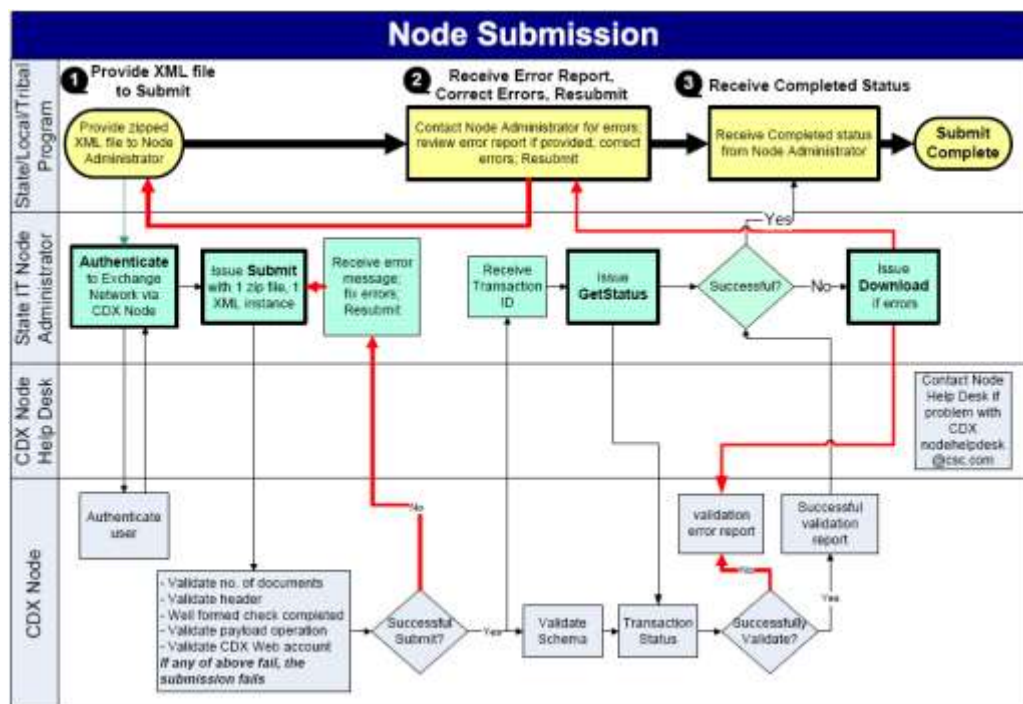 Node Submission
State/Local/Tribal
Program
1 Provide XML file
to Submit
2 Receive Error Report,
Correct Errors, Resubmit
3 Receive Completed Status
Provide zipped
XML file to Node
Administrator
Contact Node Administrator for errors;
review error report if provided; correct
errors; Resubmit
Receive Completed status
from Node Administrator
Submit
Complete
State IT Node
Administrator
Authenticate
to Exchange
Network via
CDX Node
Issue Submit
with 1 zip file, 1
XML instance
Receive error
message;
fix errors;
Resubmit
Receive
Transaction
ID
Issue
GetStatus
Successful?
Yes
No
Issue
Download
if errors
CDX Node
Help Desk
Contact Node
Help Desk if
problem with
CDX
nodehelpdesk
@csc.com
CDX Node
Authenticate
user
- Validate no. of documents
- Validate header
- Well formed check completed
- Validate payload operation
- Validate CDX Web account
If any of above fail, the
submission fails
Successful
Submit?
No
Yes
Validate
Schema
Transaction
Status
Successfully
Validate?
No
Yes
validation
error report
Successful
validation
report